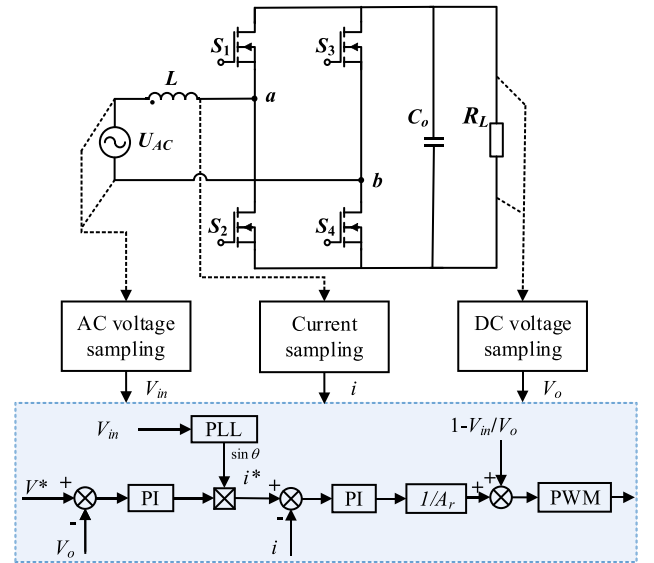 S1
S3
L
a
Co
RL
UAC
b
S2
S4
AC voltage
sampling
Current
sampling
DC voltage
sampling
Vin
i
Vo
Vin
PLL
1-Vin/Vo
sin θ
V*
+
PI
i*
+
PI
1/Ar
+
+
PWM
-
Vo
-
i